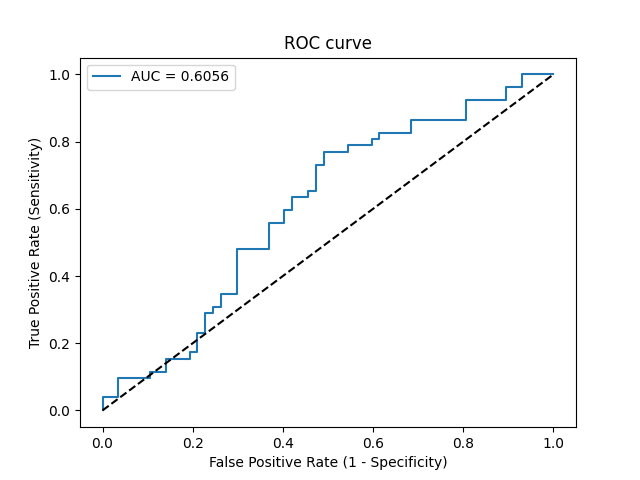 ROC curve
AUC = 0.6056
True Positive Rate (Sensitivity)
1.0
0.8
0.6
0.4
0.2
0.0
0.0 0.2 0.4 0.6 0.8 1.0
False Positive Rate (1 - Specificity)